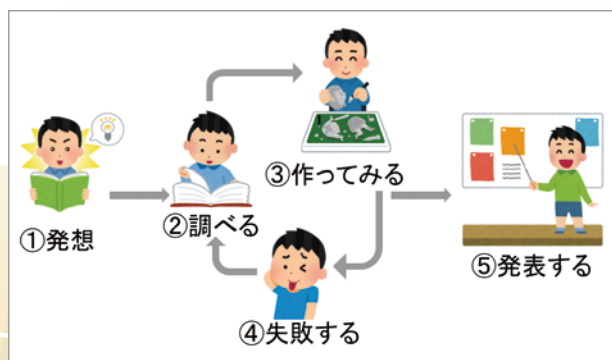 ①発想
②調べる
③作ってみる
④失敗する
⑤発表する